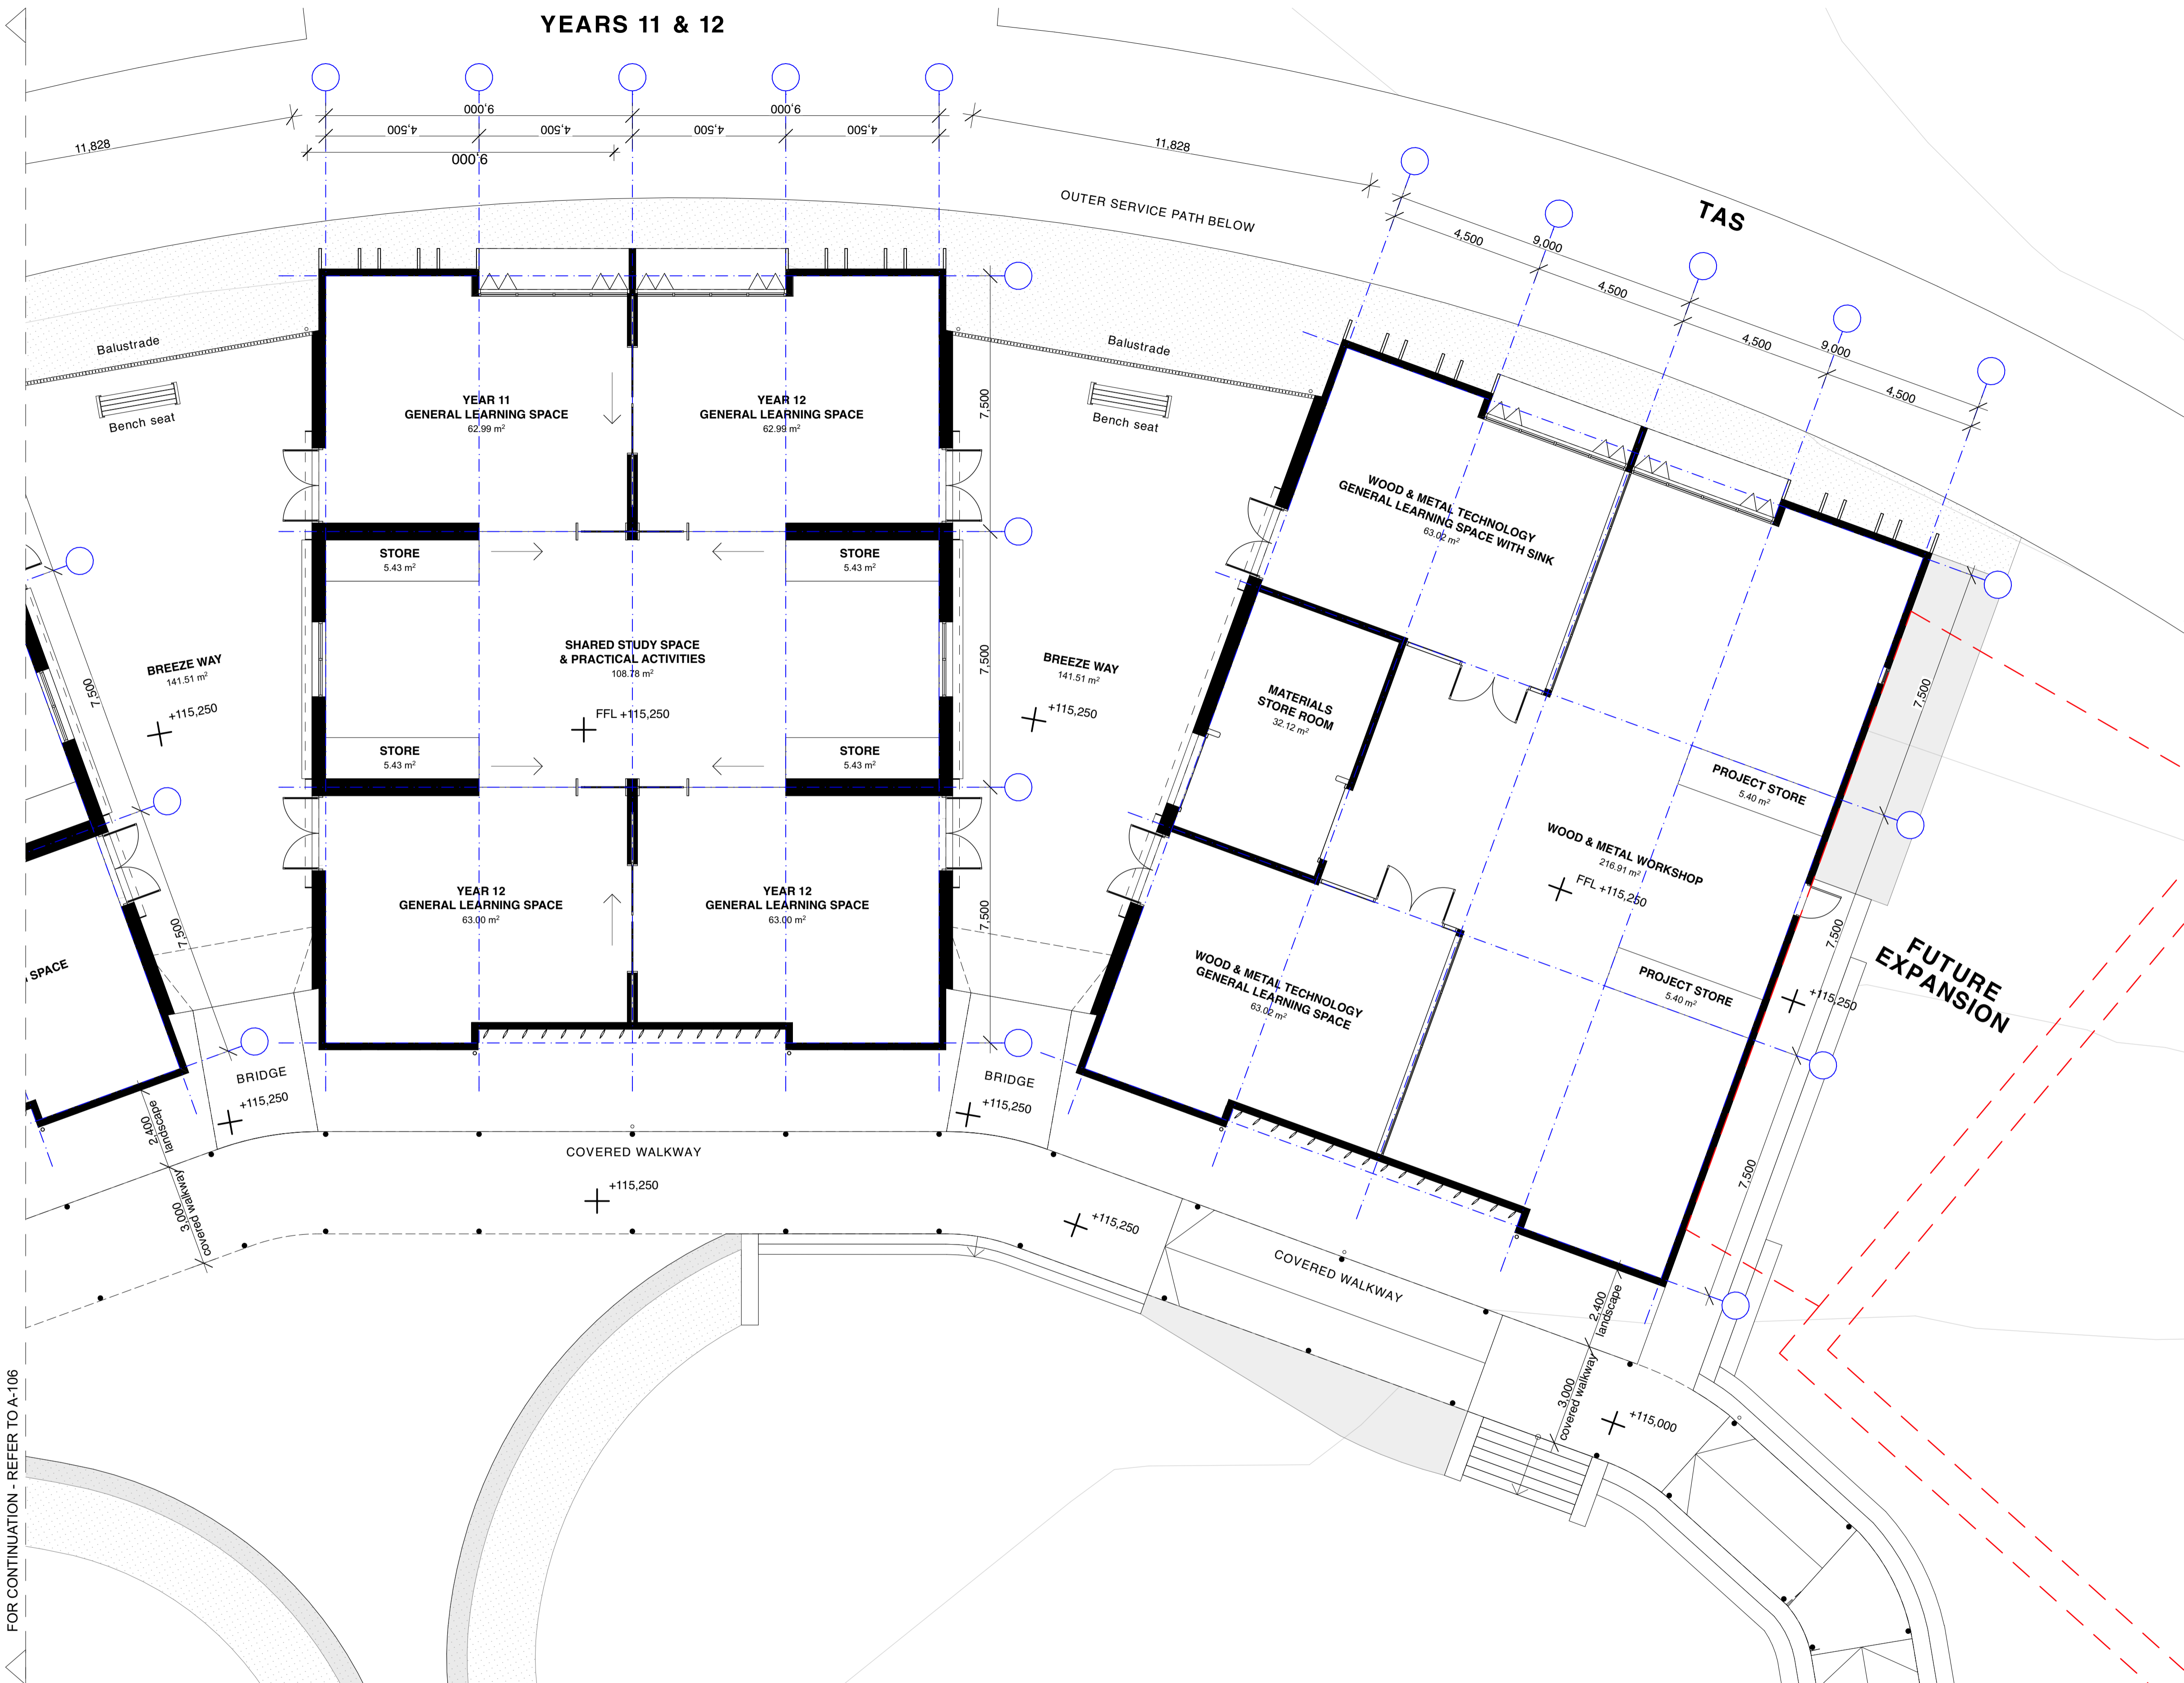 YEARS 11 & 12
9,000
9,000
4,500
4,500
4,500
4,500
9,000
11,828
11,828
OUTER SERVICE PATH BELOW
TAS
4,500
9,000
4,500
4,500
9,000
4,500
Balustrade
Bench seat
Balustrade
Bench seat
YEAR 11
GENERAL LEARNING SPACE
62.99 m²
YEAR 12
GENERAL LEARNING SPACE
62.99 m²
7,500
WOOD & METAL TECHNOLOGY
GENERAL LEARNING SPACE WITH SINK
63.02 m²
STORE
5.43 m²
STORE
5.43 m²
BREEZE WAY
141.51 m²
+115,250
7,500
SHARED STUDY SPACE
& PRACTICAL ACTIVITIES
108.78 m²
FFL +115,250
7,500
BREEZE WAY
141.51 m²
+115,250
MATERIALS
STORE ROOM
32.12 m²
7,500
STORE
5.43 m²
STORE
5.43 m²
PROJECT STORE
5.40 m²
WOOD & METAL WORKSHOP
216.91 m²
FFL +115,250
YEAR 12
GENERAL LEARNING SPACE
63.00 m²
YEAR 12
GENERAL LEARNING SPACE
63.00 m²
7,500
7,500
7,500
SPACE
WOOD & METAL TECHNOLOGY
GENERAL LEARNING SPACE
63.02 m²
PROJECT STORE
5.40 m²
+115,250
FUTURE
EXPANSION
BRIDGE
+115,250
BRIDGE
+115,250
2,400
landscape
3,000
covered walkway
COVERED WALKWAY
+115,250
+115,250
7,500
COVERED WALKWAY
2,400
landscape
3,000
covered walkway
+115,000
FOR CONTINUATION - REFER TO A-106